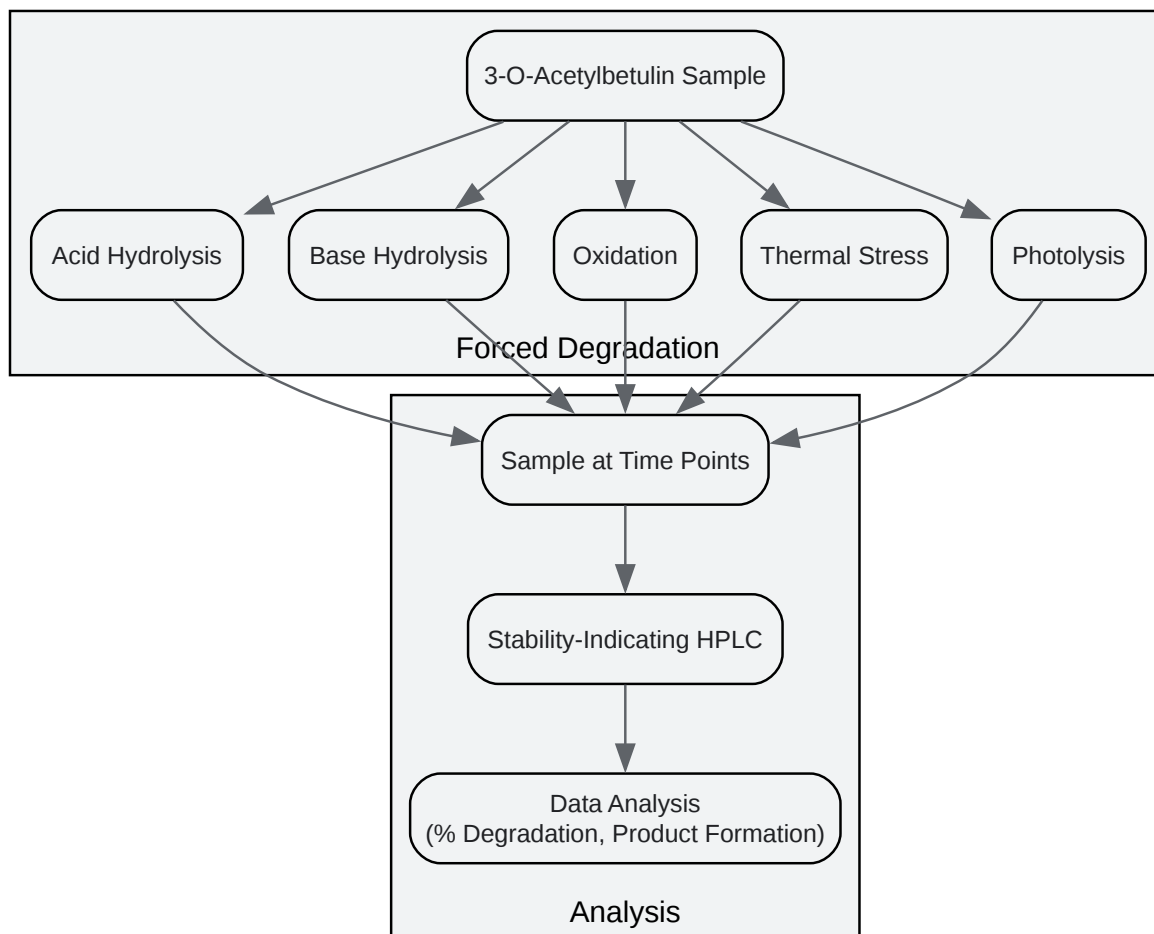 3-O-Acetylbetulin Sample
Acid Hydrolysis
Base Hydrolysis
Oxidation
Thermal Stress
Photolysis
Forced Degradation
Sample at Time Points
Stability-Indicating HPLC
Data Analysis
(% Degradation, Product Formation)
Analysis